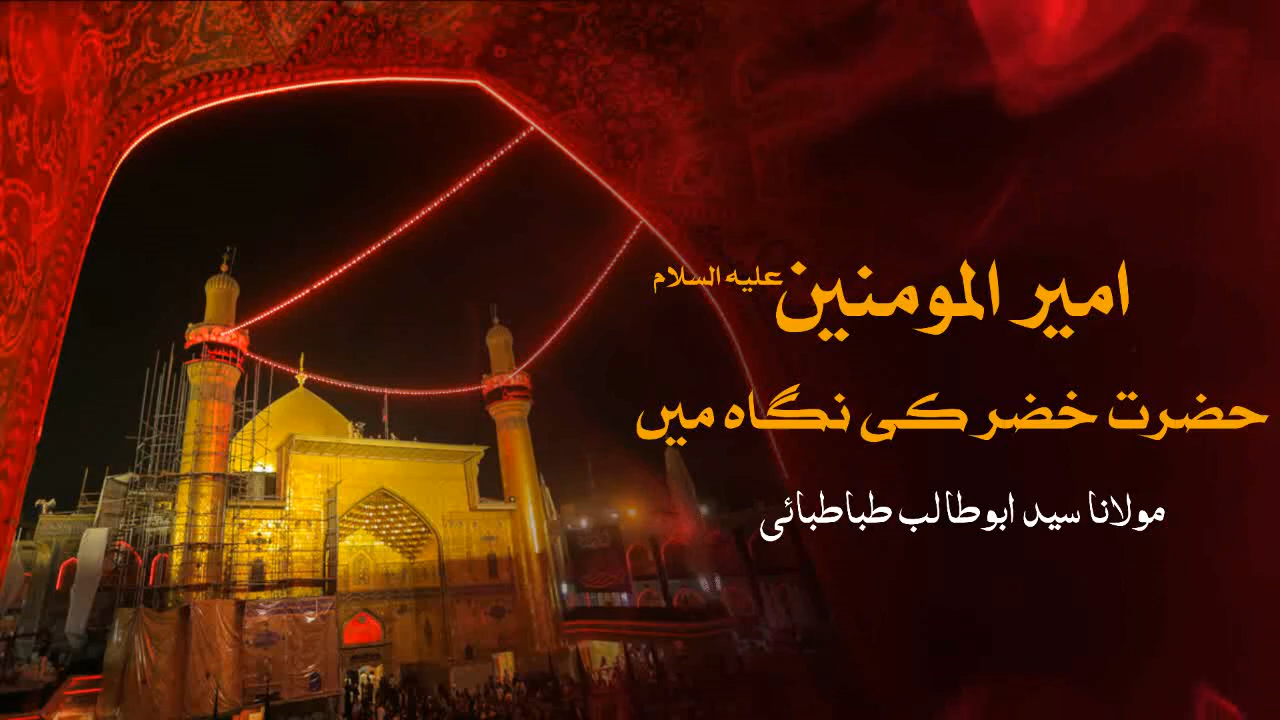 امیر المومنین علیہ السلام
حضرت خضر کی نگاہ میں
مولانا سید ابوطالب طباطبائی